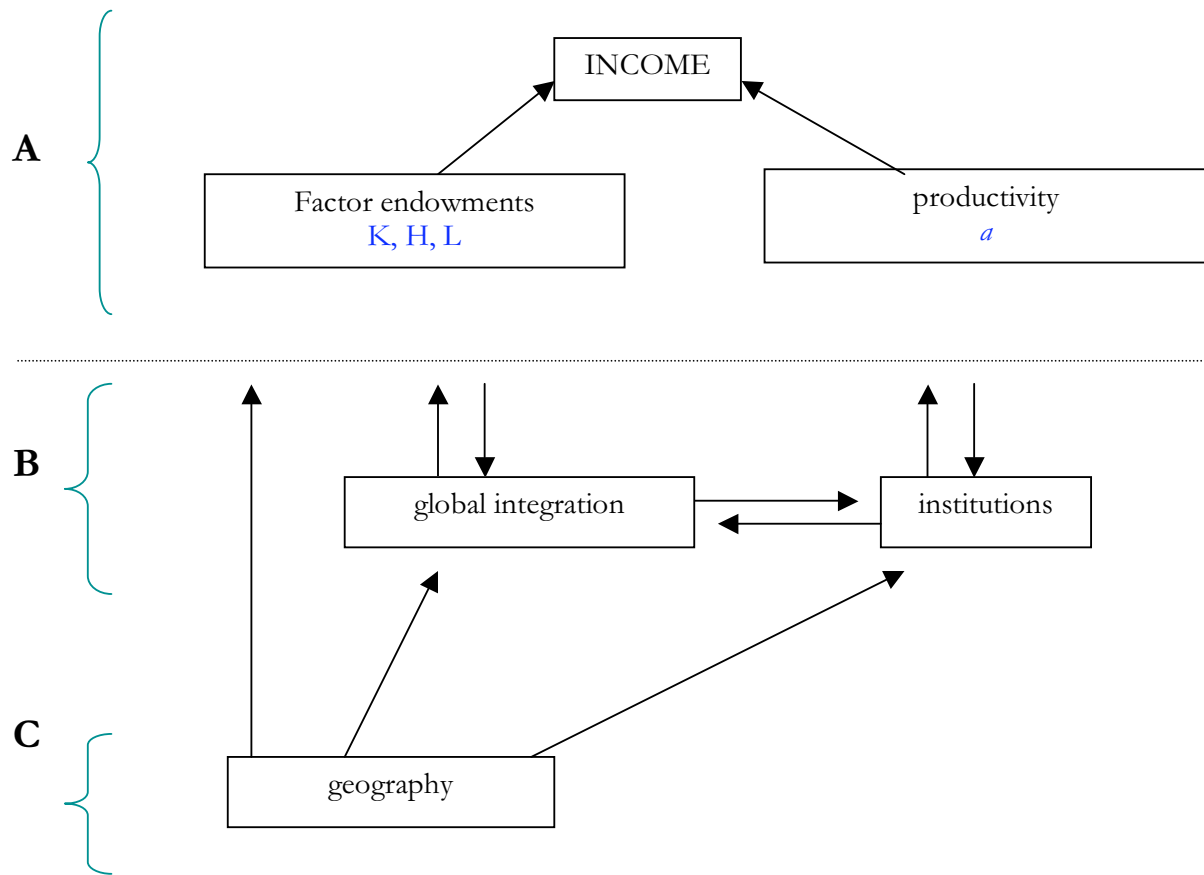 INCOME
A
Factor endowments
K, H, L
productivity
a
B
global integration
institutions
C
geography